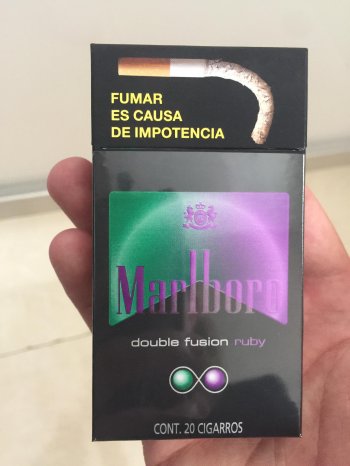 FUMAR
ES CAUSA
DE IMPOTENCIA
Marlboro
double fusion ruby
CONT. 20 CIGARROS